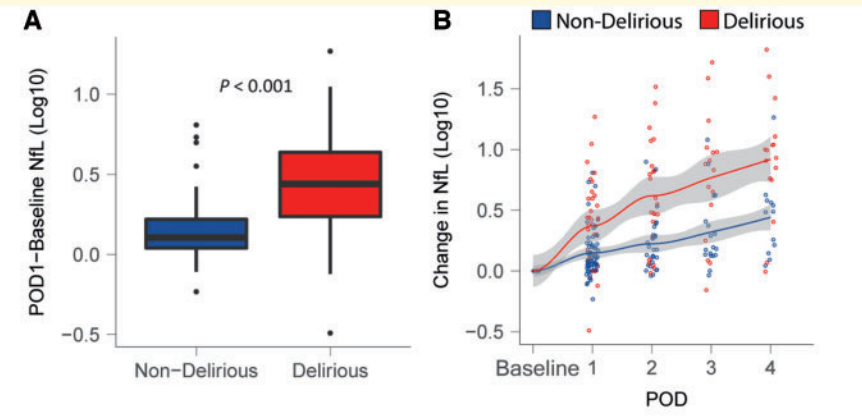 A
POD1−Baseline NfL (Log10)
1.0
0.5
0.0
−0.5
P < 0.001
Non−Delirious
Delirious
B
Non-Delirious
Delirious
Change in NfL (Log10)
1.5
1.0
0.5
0.0
−0.5
Baseline 1 2 3 4
POD